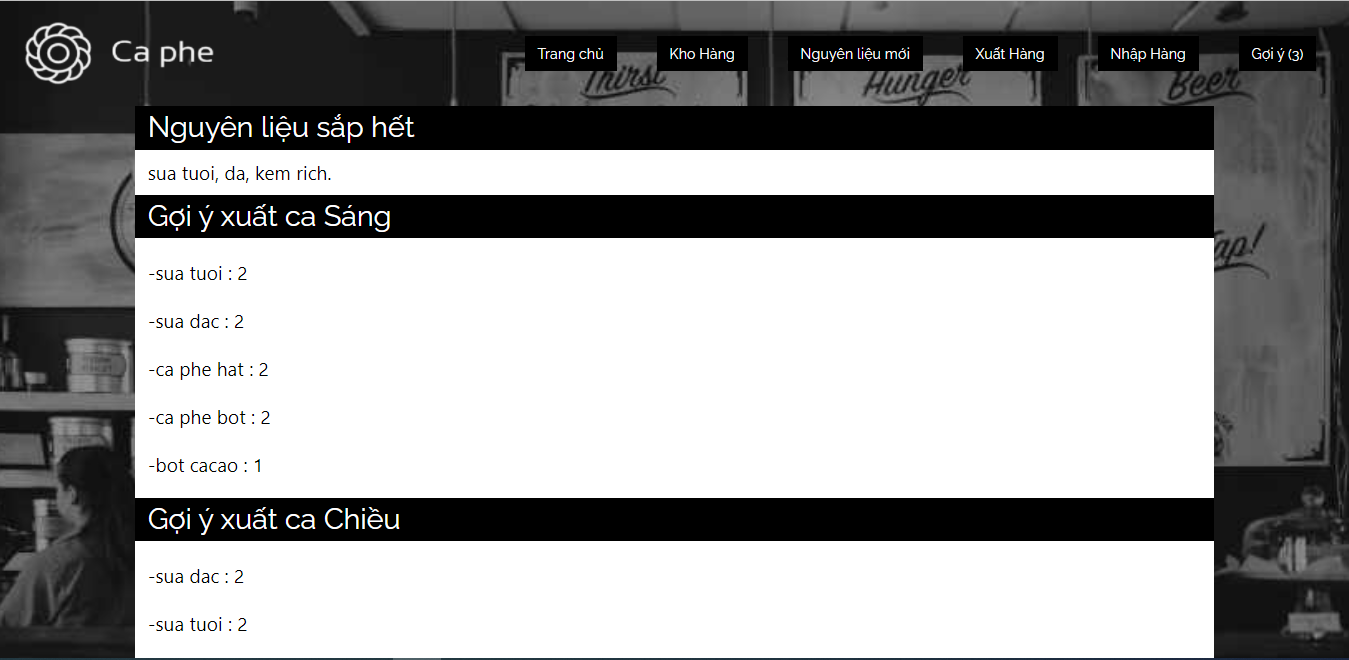 Ca phe
Trang chủ
Kho Hàng
Nguyên liệu mới
Xuất Hàng
Nhập Hàng
Gợi ý (3)
Thirst
Hunger
Beer
Nguyên liệu sắp hết
sua tuoi, da, kem rich.
Gợi ý xuất ca Sáng
-sua tuoi : 2
-sua dac : 2
-ca phe hat : 2
-ca phe bot : 2
-bot cacao : 1
Gợi ý xuất ca Chiều
-sua dac : 2
-sua tuoi : 2